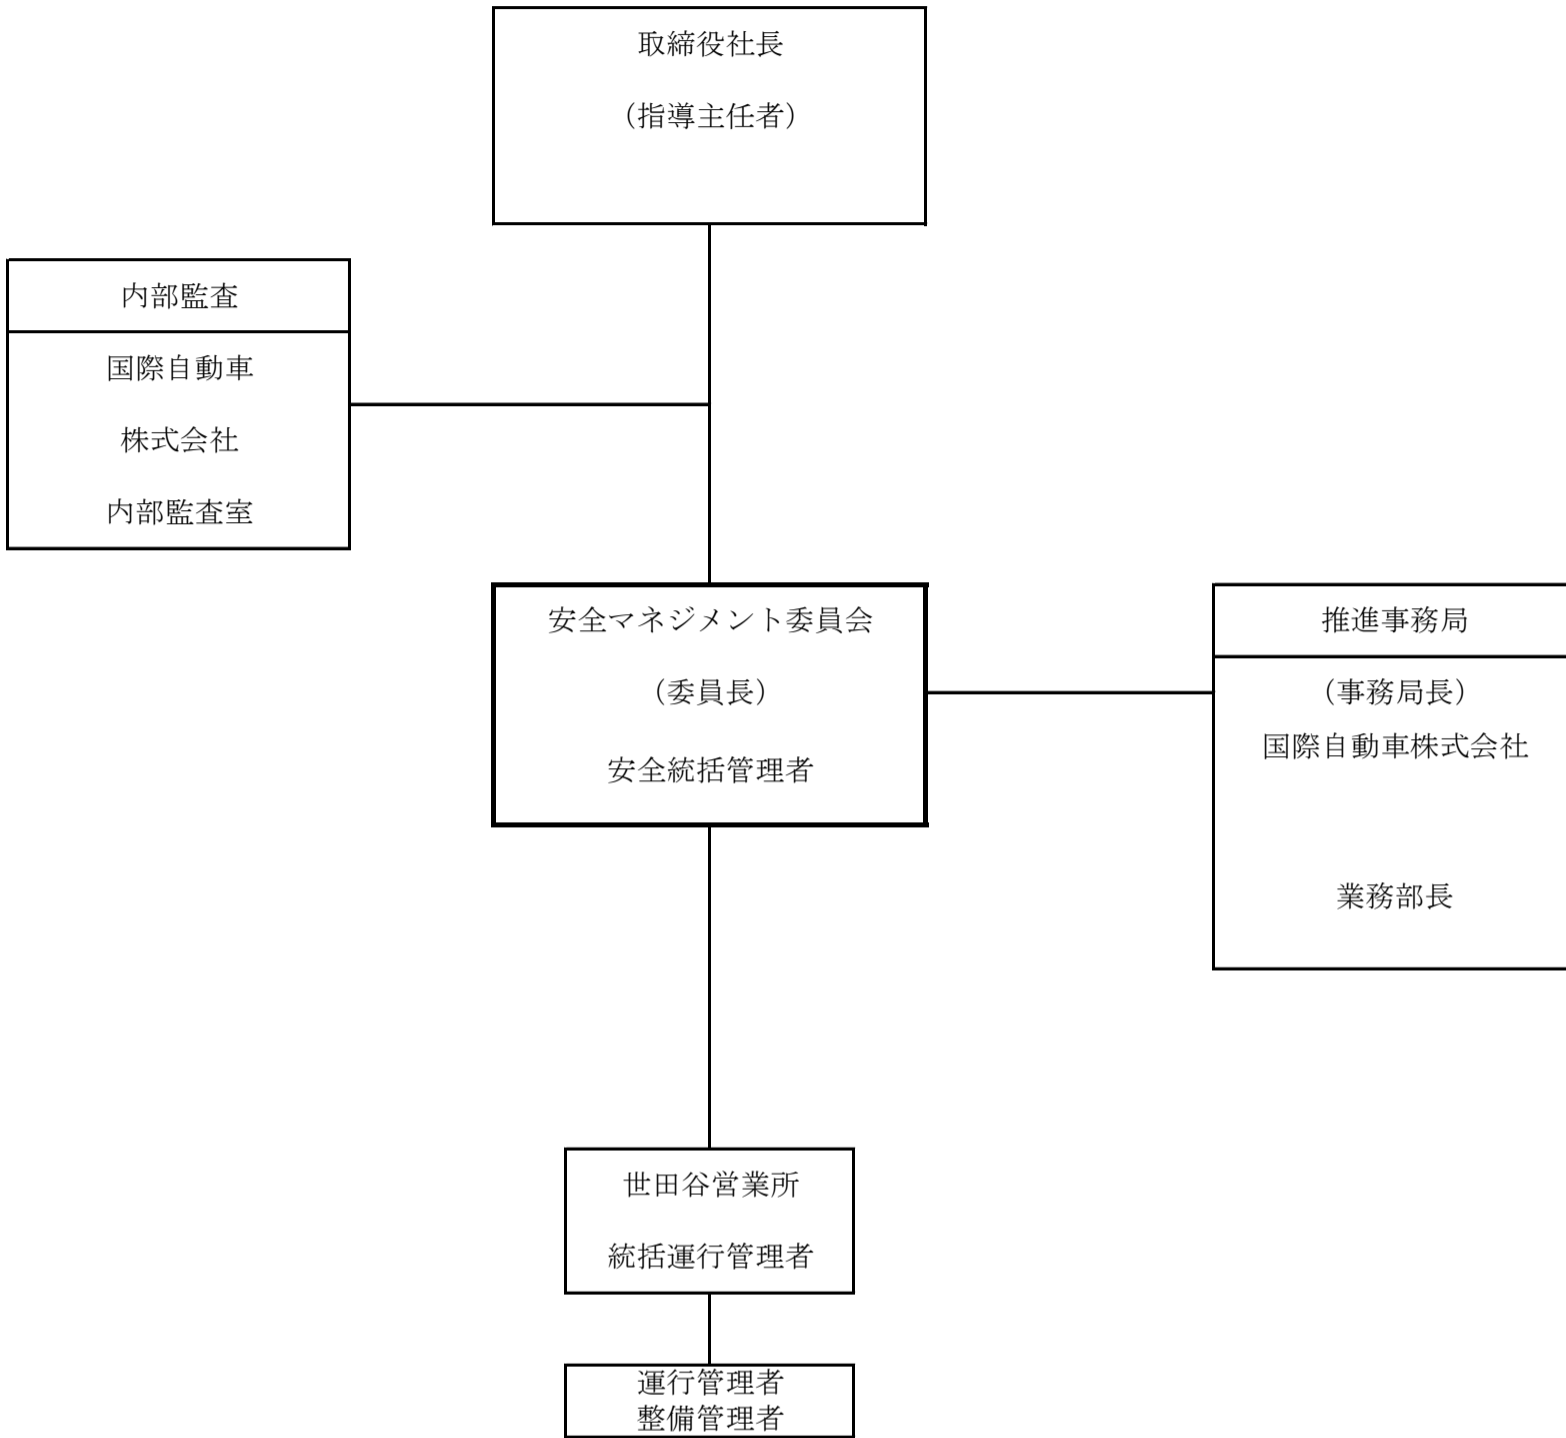 取締役社長
（指導主任者）
内部監査
国際自動車
株式会社
内部監査室
安全マネジメント委員会
（委員長）
安全統括管理者
推進事務局
（事務局長）
国際自動車株式会社
業務部長
世田谷営業所
統括運行管理者
運行管理者
整備管理者